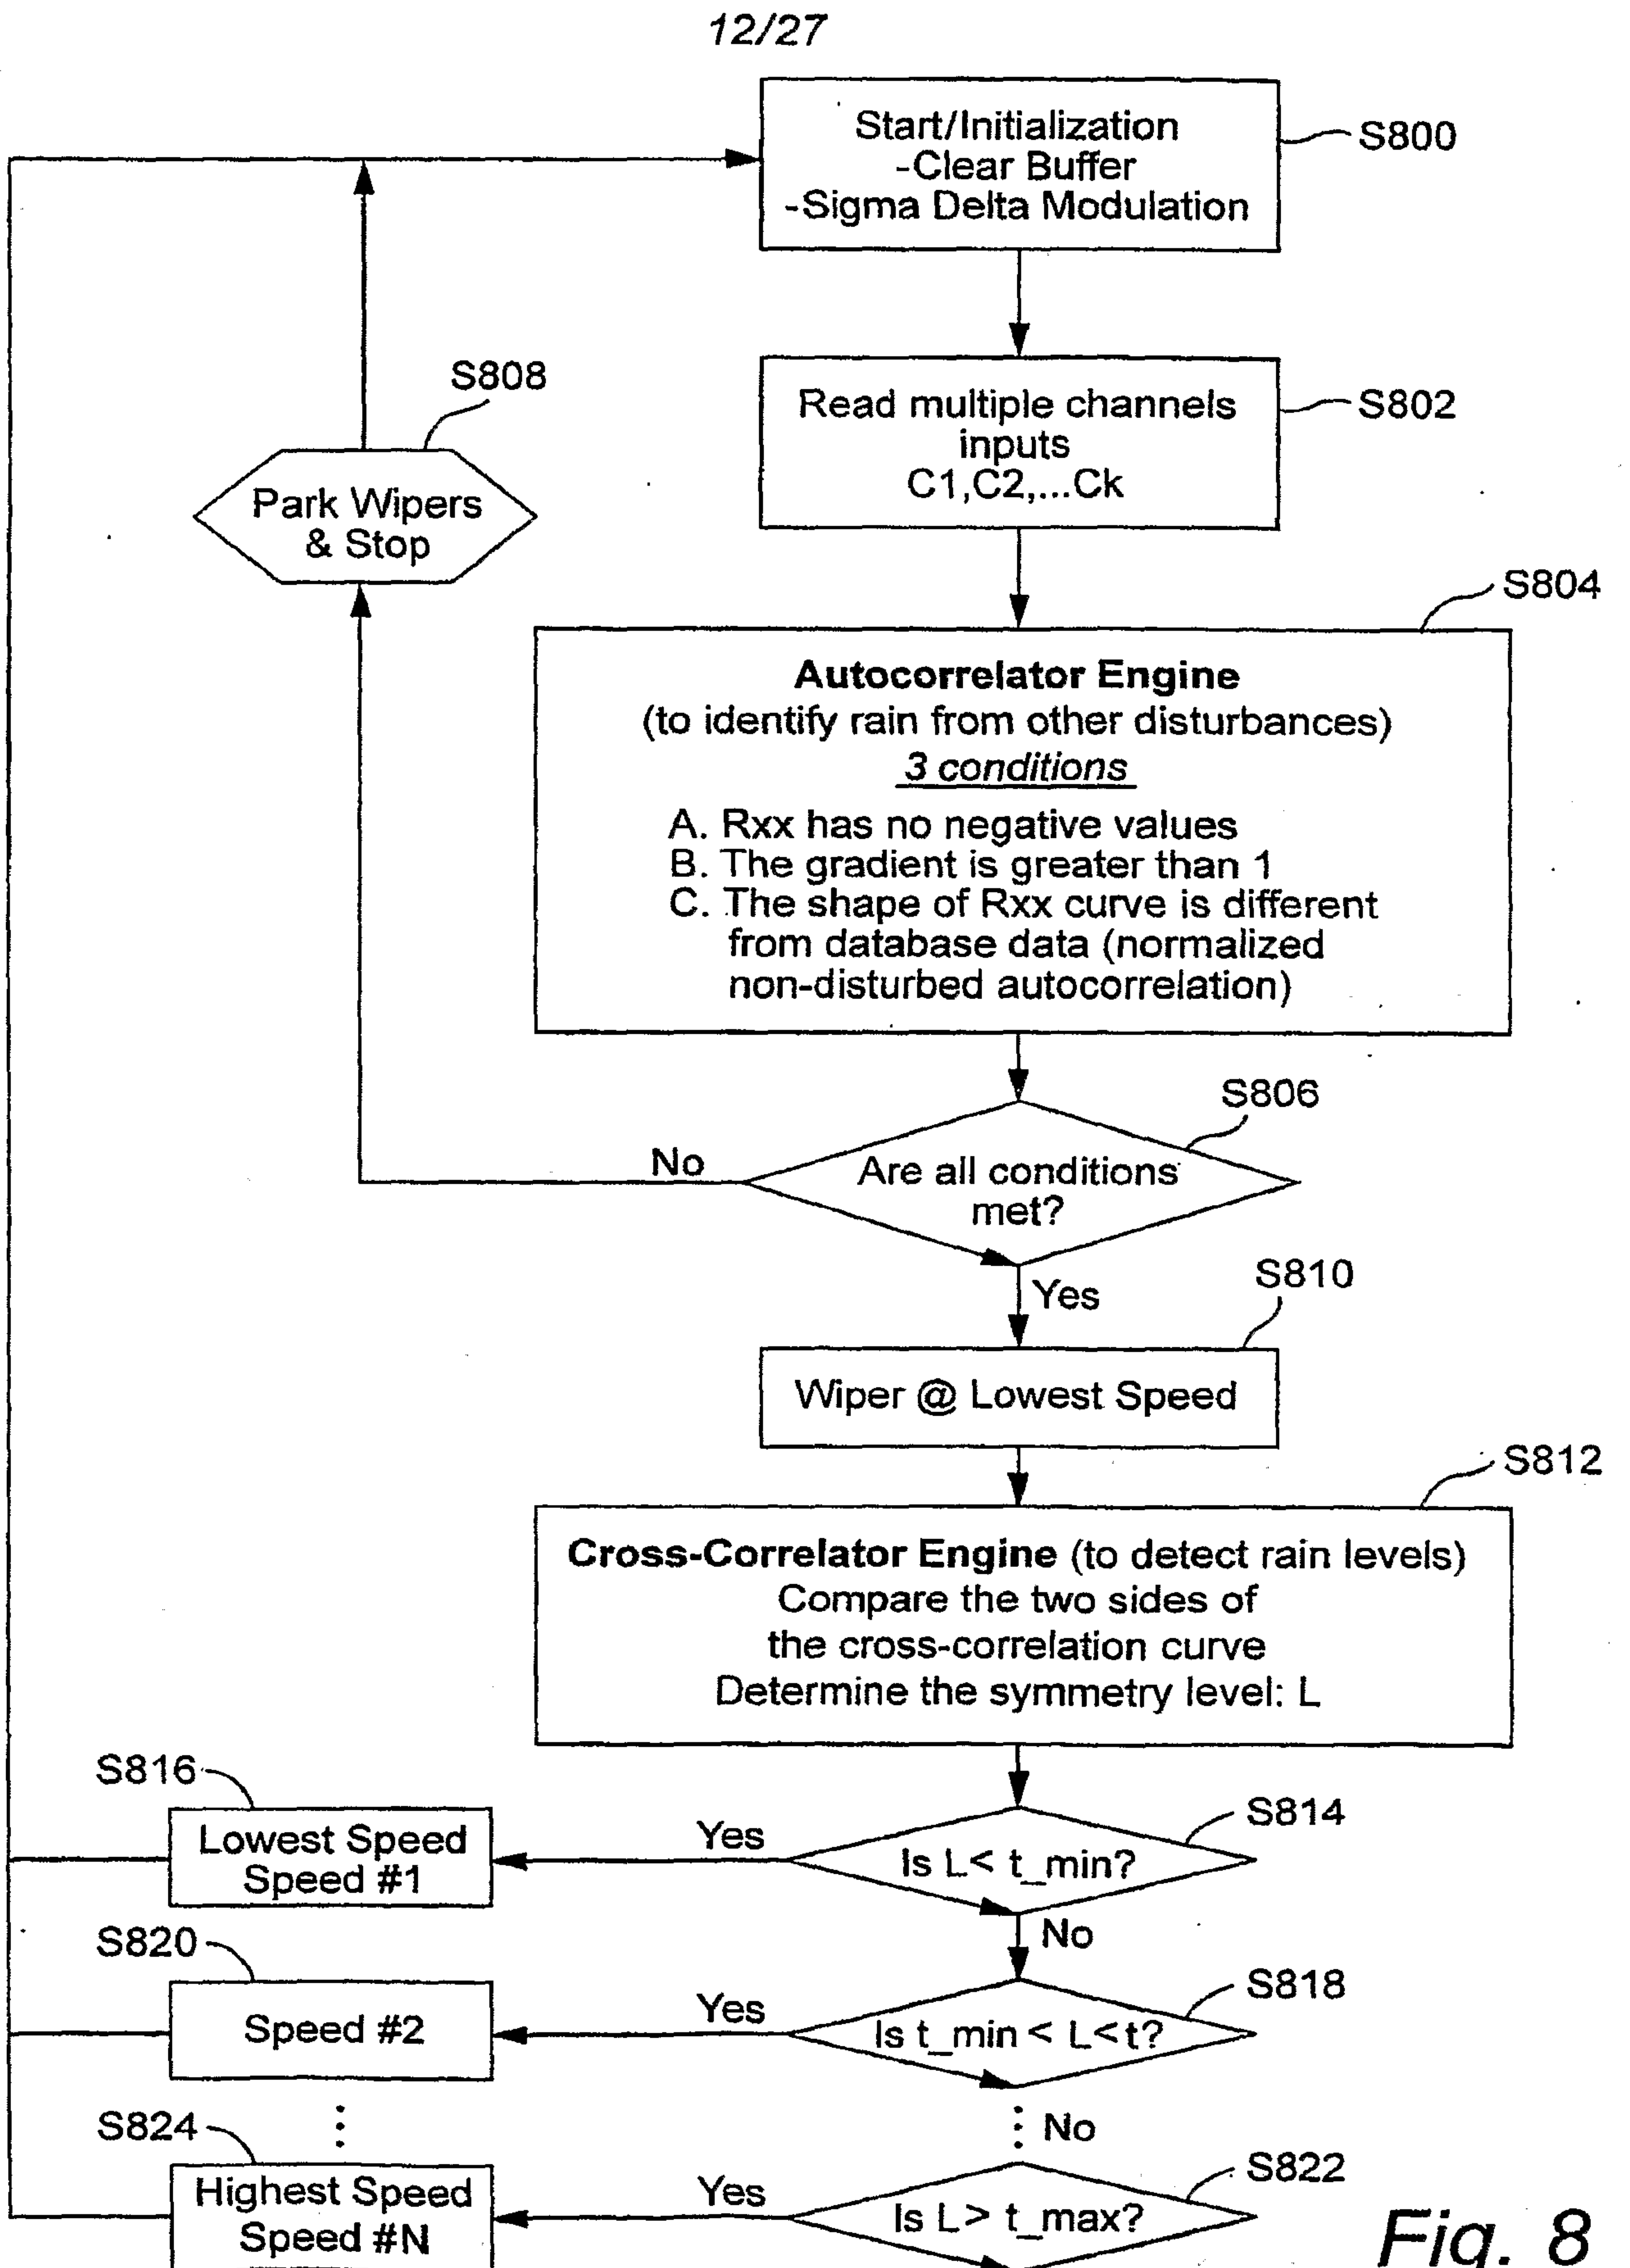 12/27
Start/Initialization
-Clear Buffer
-Sigma Delta Modulation
S800
Read multiple channels
inputs
C1,C2,...Ck
S802
S808
Park Wipers
& Stop
S804
Autocorrelator Engine
(to identify rain from other disturbances)
3 conditions
A. Rxx has no negative values
B. The gradient is greater than 1
C. The shape of Rxx curve is different
from database data (normalized
non-disturbed autocorrelation)
S806
Are all conditions
met?
No
Yes
S810
Wiper @ Lowest Speed
S812
Cross-Correlator Engine (to detect rain levels)
Compare the two sides of
the cross-correlation curve
Determine the symmetry level: L
S814
Is L< t_min?
Yes
S816
Lowest Speed
Speed #1
No
S818
Is t_min < L<t?
Yes
S820
Speed #2
⋮
⋮ No
S822
Is L> t_max?
Yes
S824
Highest Speed
Speed #N
Fig. 8